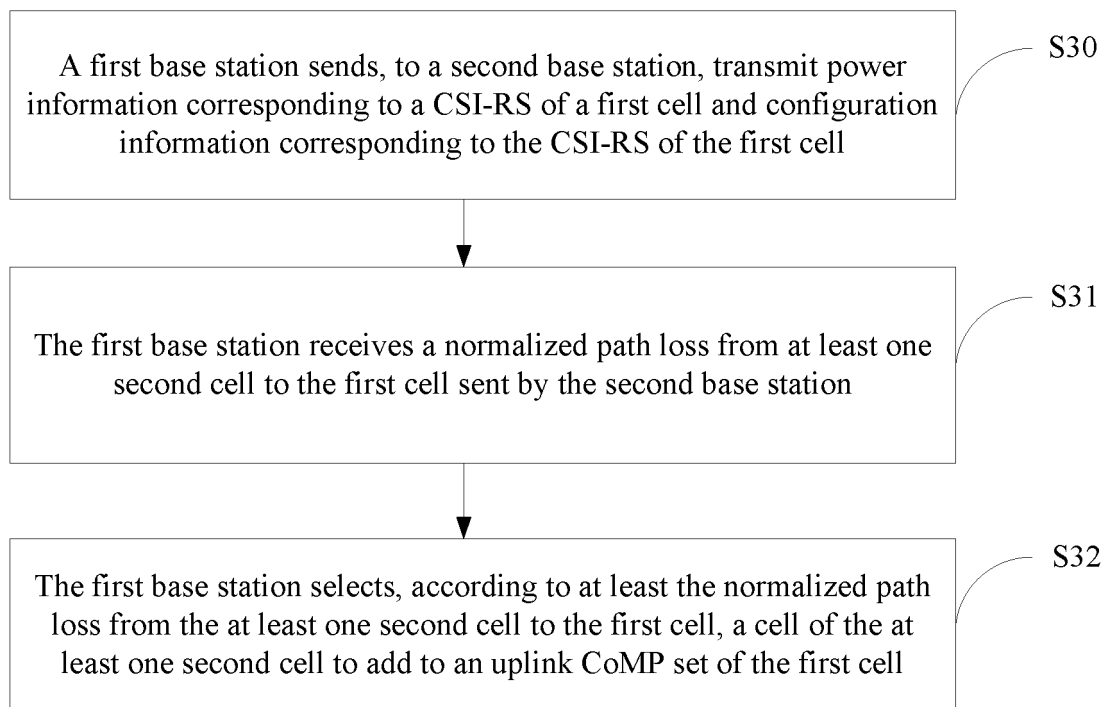 A first base station sends, to a second base station, transmit power
information corresponding to a CSI-RS of a first cell and configuration
information corresponding to the CSI-RS of the first cell
S30
The first base station receives a normalized path loss from at least one
second cell to the first cell sent by the second base station
S31
The first base station selects, according to at least the normalized path
loss from the at least one second cell to the first cell, a cell of the at
least one second cell to add to an uplink CoMP set of the first cell
S32